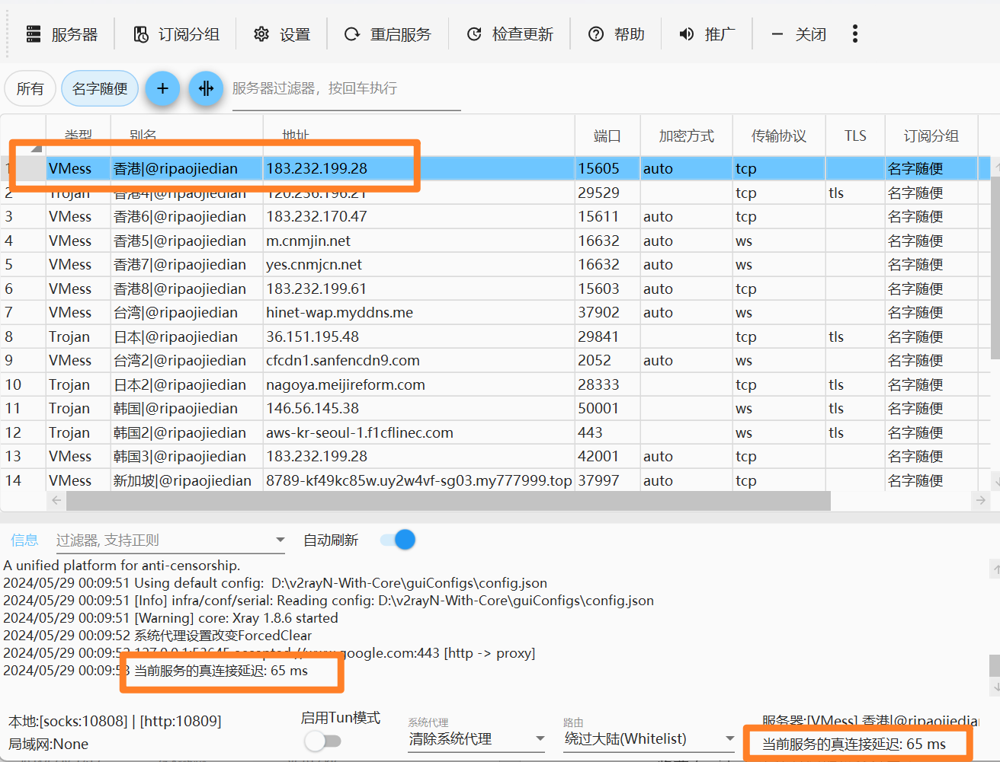 服务器 订阅分组 设置 重启服务 检查更新 帮助 推广 关闭
所有 名字随便 服务器过滤器，按回车执行
类型 别名 地址 端口 加密方式 传输协议 TLS 订阅分组
1 VMess 香港|@ripaojiedian 183.232.199.28 15605 auto tcp 名字随便
2 Trojan 香港4|@ripaojiedian 120.236.196.21 29529 tcp tls 名字随便
3 VMess 香港6|@ripaojiedian 183.232.170.47 15611 auto tcp 名字随便
4 VMess 香港5|@ripaojiedian m.cnmjin.net 16632 auto ws 名字随便
5 VMess 香港7|@ripaojiedian yes.cnmjcn.net 16632 auto ws 名字随便
6 VMess 香港8|@ripaojiedian 183.232.199.61 15603 auto tcp 名字随便
7 VMess 台湾|@ripaojiedian hinet-wap.myddns.me 37902 auto ws 名字随便
8 Trojan 日本|@ripaojiedian 36.151.195.48 29841 tcp tls 名字随便
9 VMess 台湾2|@ripaojiedian cfcdn1.sanfencdn9.com 2052 auto ws 名字随便
10 Trojan 日本2|@ripaojiedian nagoya.meijireform.com 28333 tcp tls 名字随便
11 Trojan 韩国|@ripaojiedian 146.56.145.38 50001 ws tls 名字随便
12 Trojan 韩国2|@ripaojiedian aws-kr-seoul-1.f1cflinec.com 443 ws tls 名字随便
13 VMess 韩国3|@ripaojiedian 183.232.199.28 42001 auto tcp 名字随便
14 VMess 新加坡|@ripaojiedian 8789-kf49kc85w.uy2w4vf-sg03.my777999.top 37997 auto tcp 名字随便
信息 过滤器, 支持正则 自动刷新
A unified platform for anti-censorship.
2024/05/29 00:09:51 Using default config: D:\v2rayN-With-Core\guiConfigs\config.json
2024/05/29 00:09:51 [Info] infra/conf/serial: Reading config: D:\v2rayN-With-Core\guiConfigs\config.json
2024/05/29 00:09:51 [Warning] core: Xray 1.8.6 started
2024/05/29 00:09:52 系统代理设置改变ForcedClear
2024/05/29 00:09:52 127.0.0.1:53645 accepted //www.google.com:443 [http -> proxy]
2024/05/29 00:09:53 当前服务的真连接延迟: 65 ms
本地:[socks:10808] | [http:10809] 启用Tun模式 系统代理 路由 服务器:[VMess] 香港|@ripaojiedian
局域网:None 清除系统代理 绕过大陆(Whitelist) 当前服务的真连接延迟: 65 ms